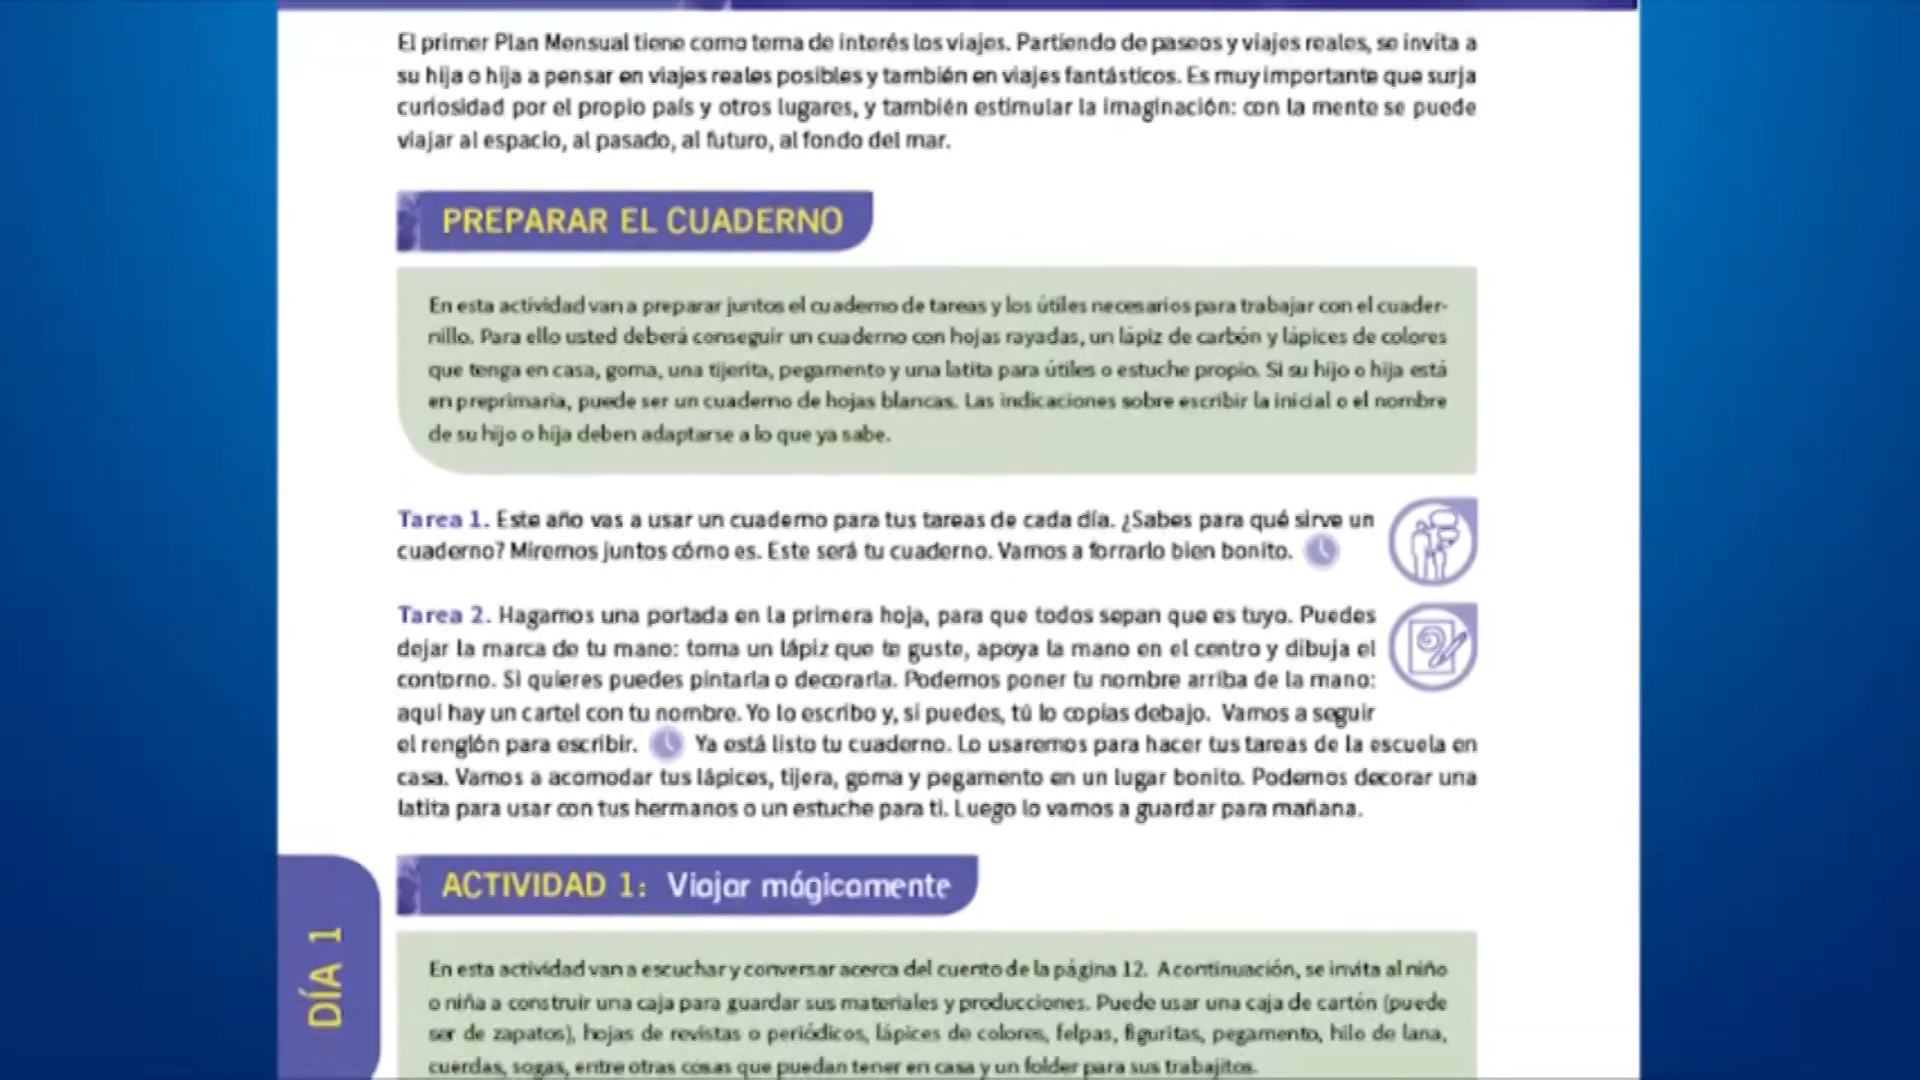 El primer Plan Mensual tiene como tema de interés los viajes. Partiendo de paseos y viajes reales, se invita a
su hija o hija a pensar en viajes reales posibles y también en viajes fantásticos. Es muy importante que surja
curiosidad por el propio país y otros lugares, y también estimular la imaginación: con la mente se puede
viajar al espacio, al pasado, al futuro, al fondo del mar.
PREPARAR EL CUADERNO
En esta actividad van a preparar juntos el cuaderno de tareas y los útiles necesarios para trabajar con el cuader-
nillo. Para ello usted deberá conseguir un cuaderno con hojas rayadas, un lápiz de carbón y lápices de colores
que tenga en casa, goma, una tijerita, pegamento y una latita para útiles o estuche propio. Si su hijo o hija está
en preprimaria, puede ser un cuaderno de hojas blancas. Las indicaciones sobre escribir la inicial o el nombre
de su hijo o hija deben adaptarse a lo que ya sabe.
Tarea 1. Este año vas a usar un cuaderno para tus tareas de cada día. ¿Sabes para qué sirve un
cuaderno? Miremos juntos cómo es. Este será tu cuaderno. Vamos a forrarlo bien bonito.
Tarea 2. Hagamos una portada en la primera hoja, para que todos sepan que es tuyo. Puedes
dejar la marca de tu mano: toma un lápiz que te guste, apoya la mano en el centro y dibuja el
contorno. Si quieres puedes pintarla o decorarla. Podemos poner tu nombre arriba de la mano:
aquí hay un cartel con tu nombre. Yo lo escribo y, si puedes, tú lo copias debajo. Vamos a seguir
el renglón para escribir. Ya está listo tu cuaderno. Lo usaremos para hacer tus tareas de la escuela en
casa. Vamos a acomodar tus lápices, tijera, goma y pegamento en un lugar bonito. Podemos decorar una
latita para usar con tus hermanos o un estuche para ti. Luego lo vamos a guardar para mañana.
DÍA 1
ACTIVIDAD 1: Viajar mágicamente
En esta actividad van a escuchar y conversar acerca del cuento de la página 12. A continuación, se invita al niño
o niña a construir una caja para guardar sus materiales y producciones. Puede usar una caja de cartón (puede
ser de zapatos), hojas de revistas o periódicos, lápices de colores, felpas, figuritas, pegamento, hilo de lana,
cuerdas, sogas, entre otras cosas que puedan tener en casa y un folder para sus trabajitos.